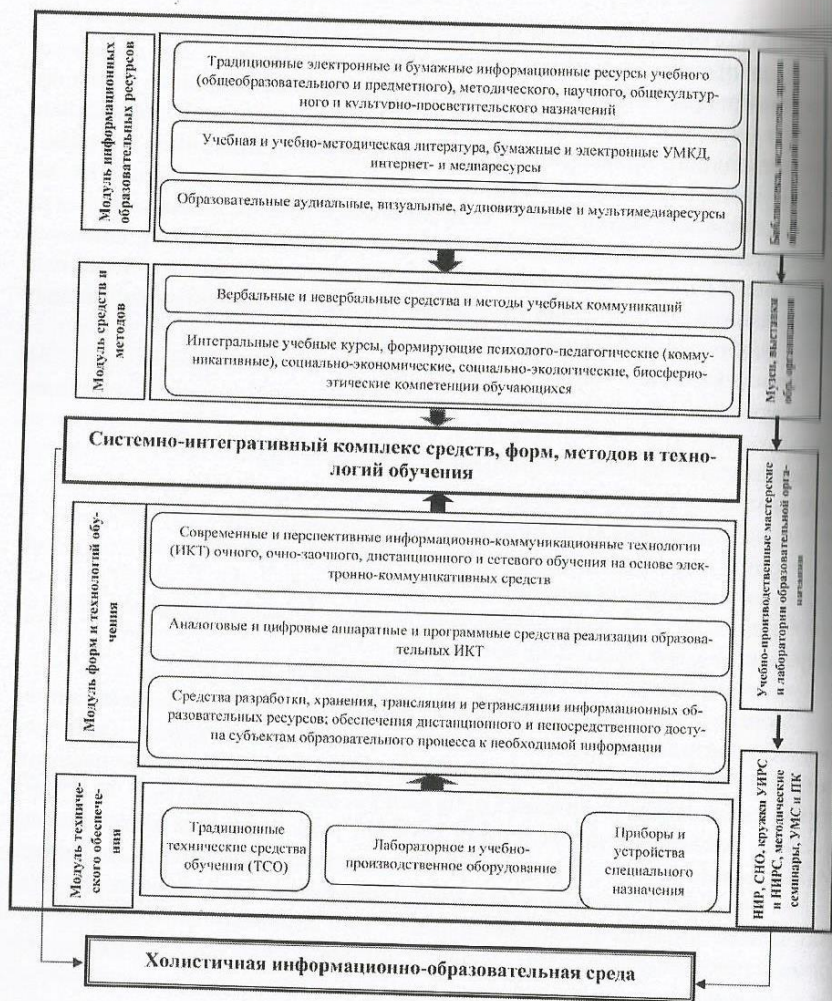 Модуль информационных
образовательных ресурсов
Традиционные электронные и бумажные информационные ресурсы учебного
(общеобразовательного и предметного), методического, научного, общекультур-
ного и культурно-просветительского назначений
Учебная и учебно-методическая литература, бумажные и электронные УМКД,
интернет- и медиаресурсы
Образовательные аудиальные, визуальные, аудиовизуальные и мультимедиаресурсы
Модуль средств и
методов
Вербальные и невербальные средства и методы учебных коммуникаций
Интегральные учебные курсы, формирующие психолого-педагогические (комму-
никативные), социально-экономические, социально-экологические, биосферно-
этические компетенции обучающихся
Музеи, выставки
обр. организации
Системно-интегративный комплекс средств, форм, методов и техно-
логий обучения
Модуль форм и технологий обу-
чения
Современные и перспективные информационно-коммуникационные технологии
(ИКТ) очного, очно-заочного, дистанционного и сетевого обучения на основе элек-
тронно-коммуникативных средств
Аналоговые и цифровые аппаратные и программные средства реализации образова-
тельных ИКТ
Средства разработки, хранения, трансляции и ретрансляции информационных об-
разовательных ресурсов; обеспечения дистанционного и непосредственного досту-
па субъектам образовательного процесса к необходимой информации
Учебно-производственные мастерские
и лаборатории образовательной орга-
низации
Модуль техниче-
ского обеспече-
ния
Традиционные
технические средства
обучения (ТСО)
Лабораторное и учебно-
производственное оборудование
Приборы и
устройства
специального
назначения
НИР, СНО, кружки УИРС
и НИРС, методические
семинары, УМС и ПК
Холистичная информационно-образовательная среда